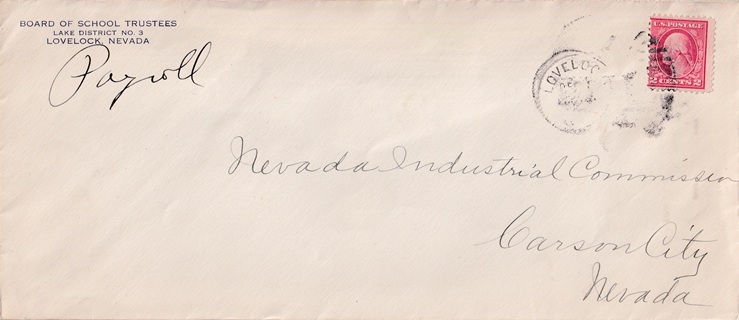 BOARD OF SCHOOL TRUSTEES
LAKE DISTRICT NO. 3
LOVELOCK, NEVADA
Payroll
LOVELOCK
U.S. POSTAGE
2 CENTS 2
Nevada Industrial Commission
Carson City
Nevada